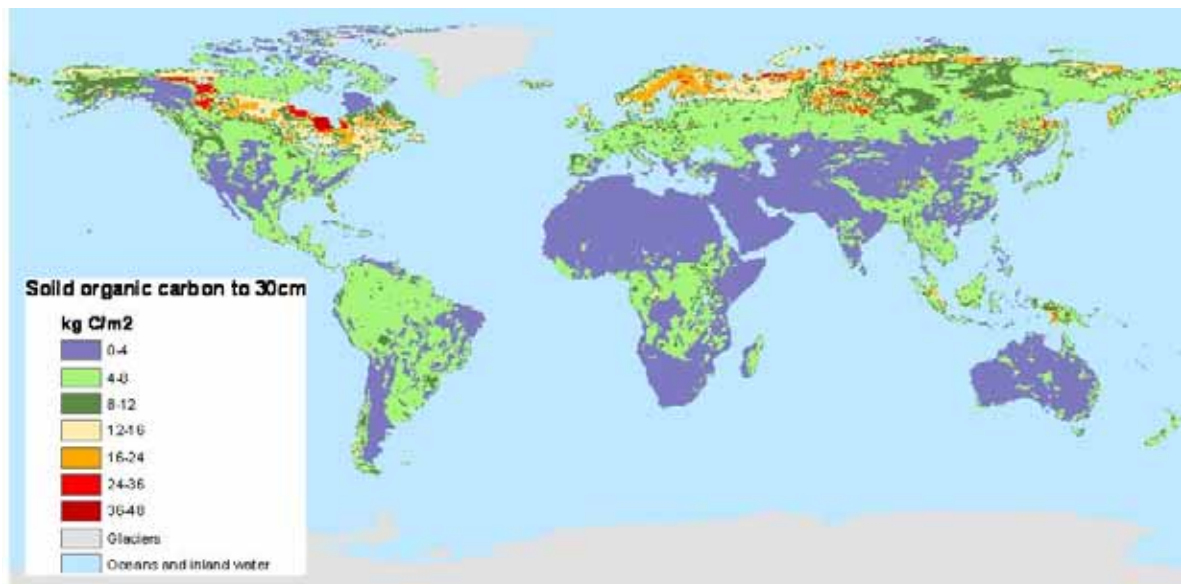 Solid organic carbon to 30cm
kg C/m2
0-4
4-8
8-12
12-16
16-24
24-36
36-48
Glaciers
Oceans and inland water